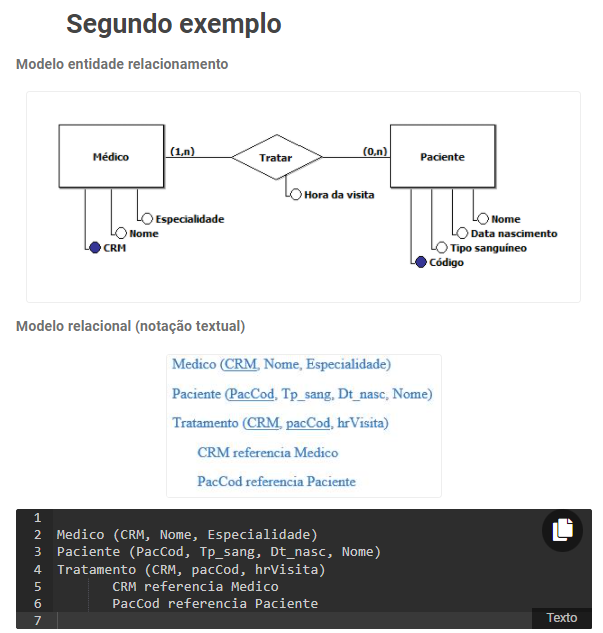 Segundo exemplo
Modelo entidade relacionamento
Médico
(1,n)
Tratar
(0,n)
Paciente
Hora da visita
Especialidade
Nome
CRM
Nome
Data nascimento
Tipo sanguíneo
Código
Modelo relacional (notação textual)
Medico (CRM, Nome, Especialidade)
Paciente (PacCod, Tp_sang, Dt_nasc, Nome)
Tratamento (CRM, pacCod, hrVisita)
CRM referencia Medico
PacCod referencia Paciente
1
2 Medico (CRM, Nome, Especialidade)
3 Paciente (PacCod, Tp_sang, Dt_nasc, Nome)
4 Tratamento (CRM, pacCod, hrVisita)
5 CRM referencia Medico
6 PacCod referencia Paciente
7
Texto